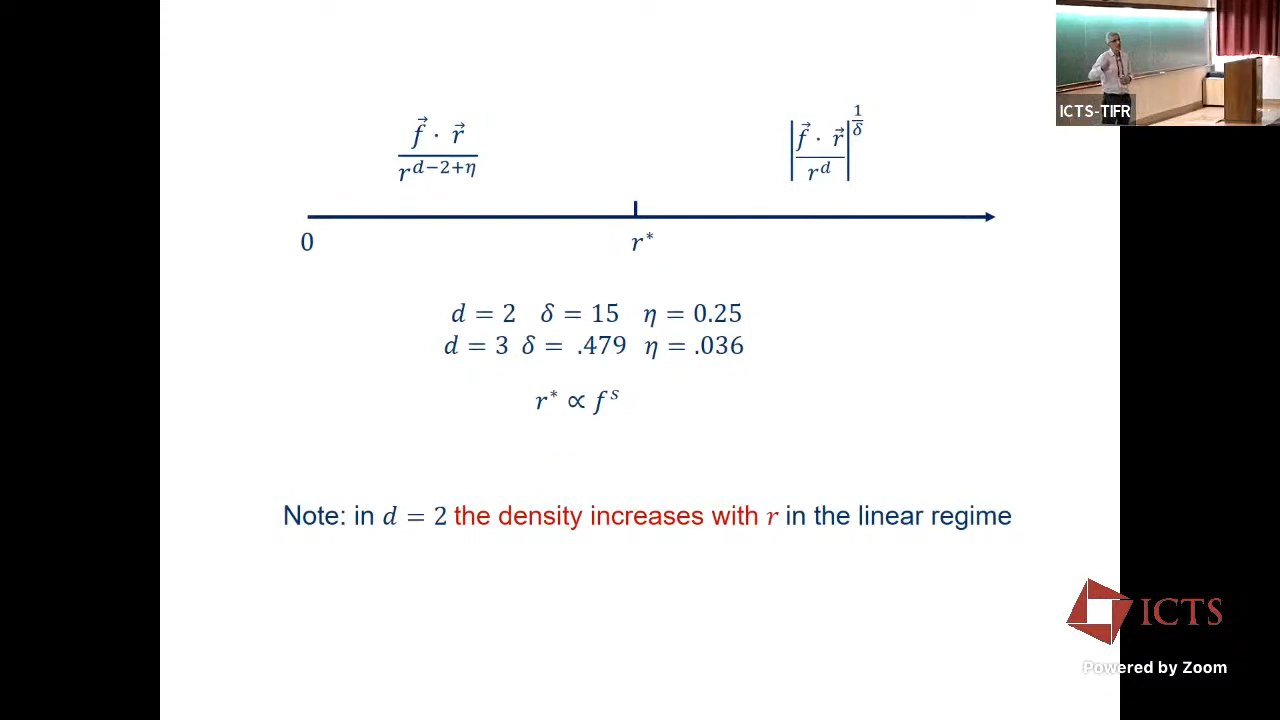 ICTS-TIFR
f⃗ · r⃗ / r^{d−2+η}
|f⃗ · r⃗ / r^d|^{1/δ}
0
r*
d = 2 δ = 15 η = 0.25
d = 3 δ = .479 η = .036
r* ∝ f^s
Note: in d = 2 the density increases with r in the linear regime
ICTS
Powered by Zoom